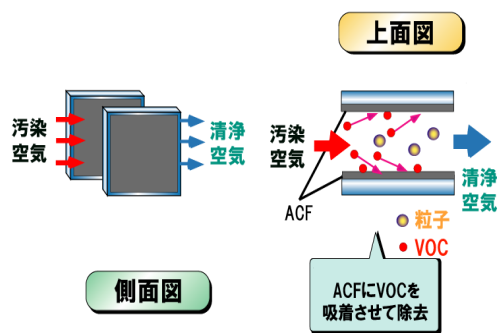 上面図
汚染
空気
清浄
空気
汚染
空気
清浄
空気
ACF
粒子
VOC
側面図
ACFにVOCを
吸着させて除去